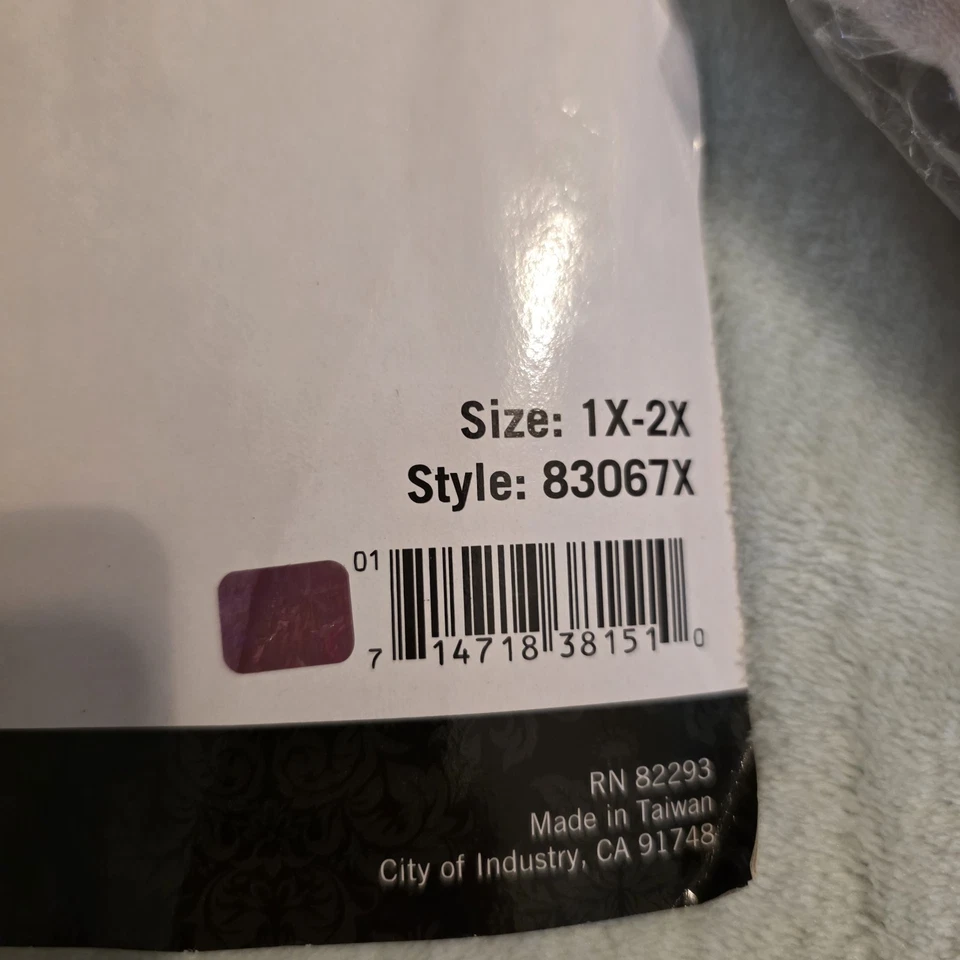 Size: 1X-2X
Style: 83067X
01
7 14718 38151 0
RN 82293
Made in Taiwan
City of Industry, CA 91748